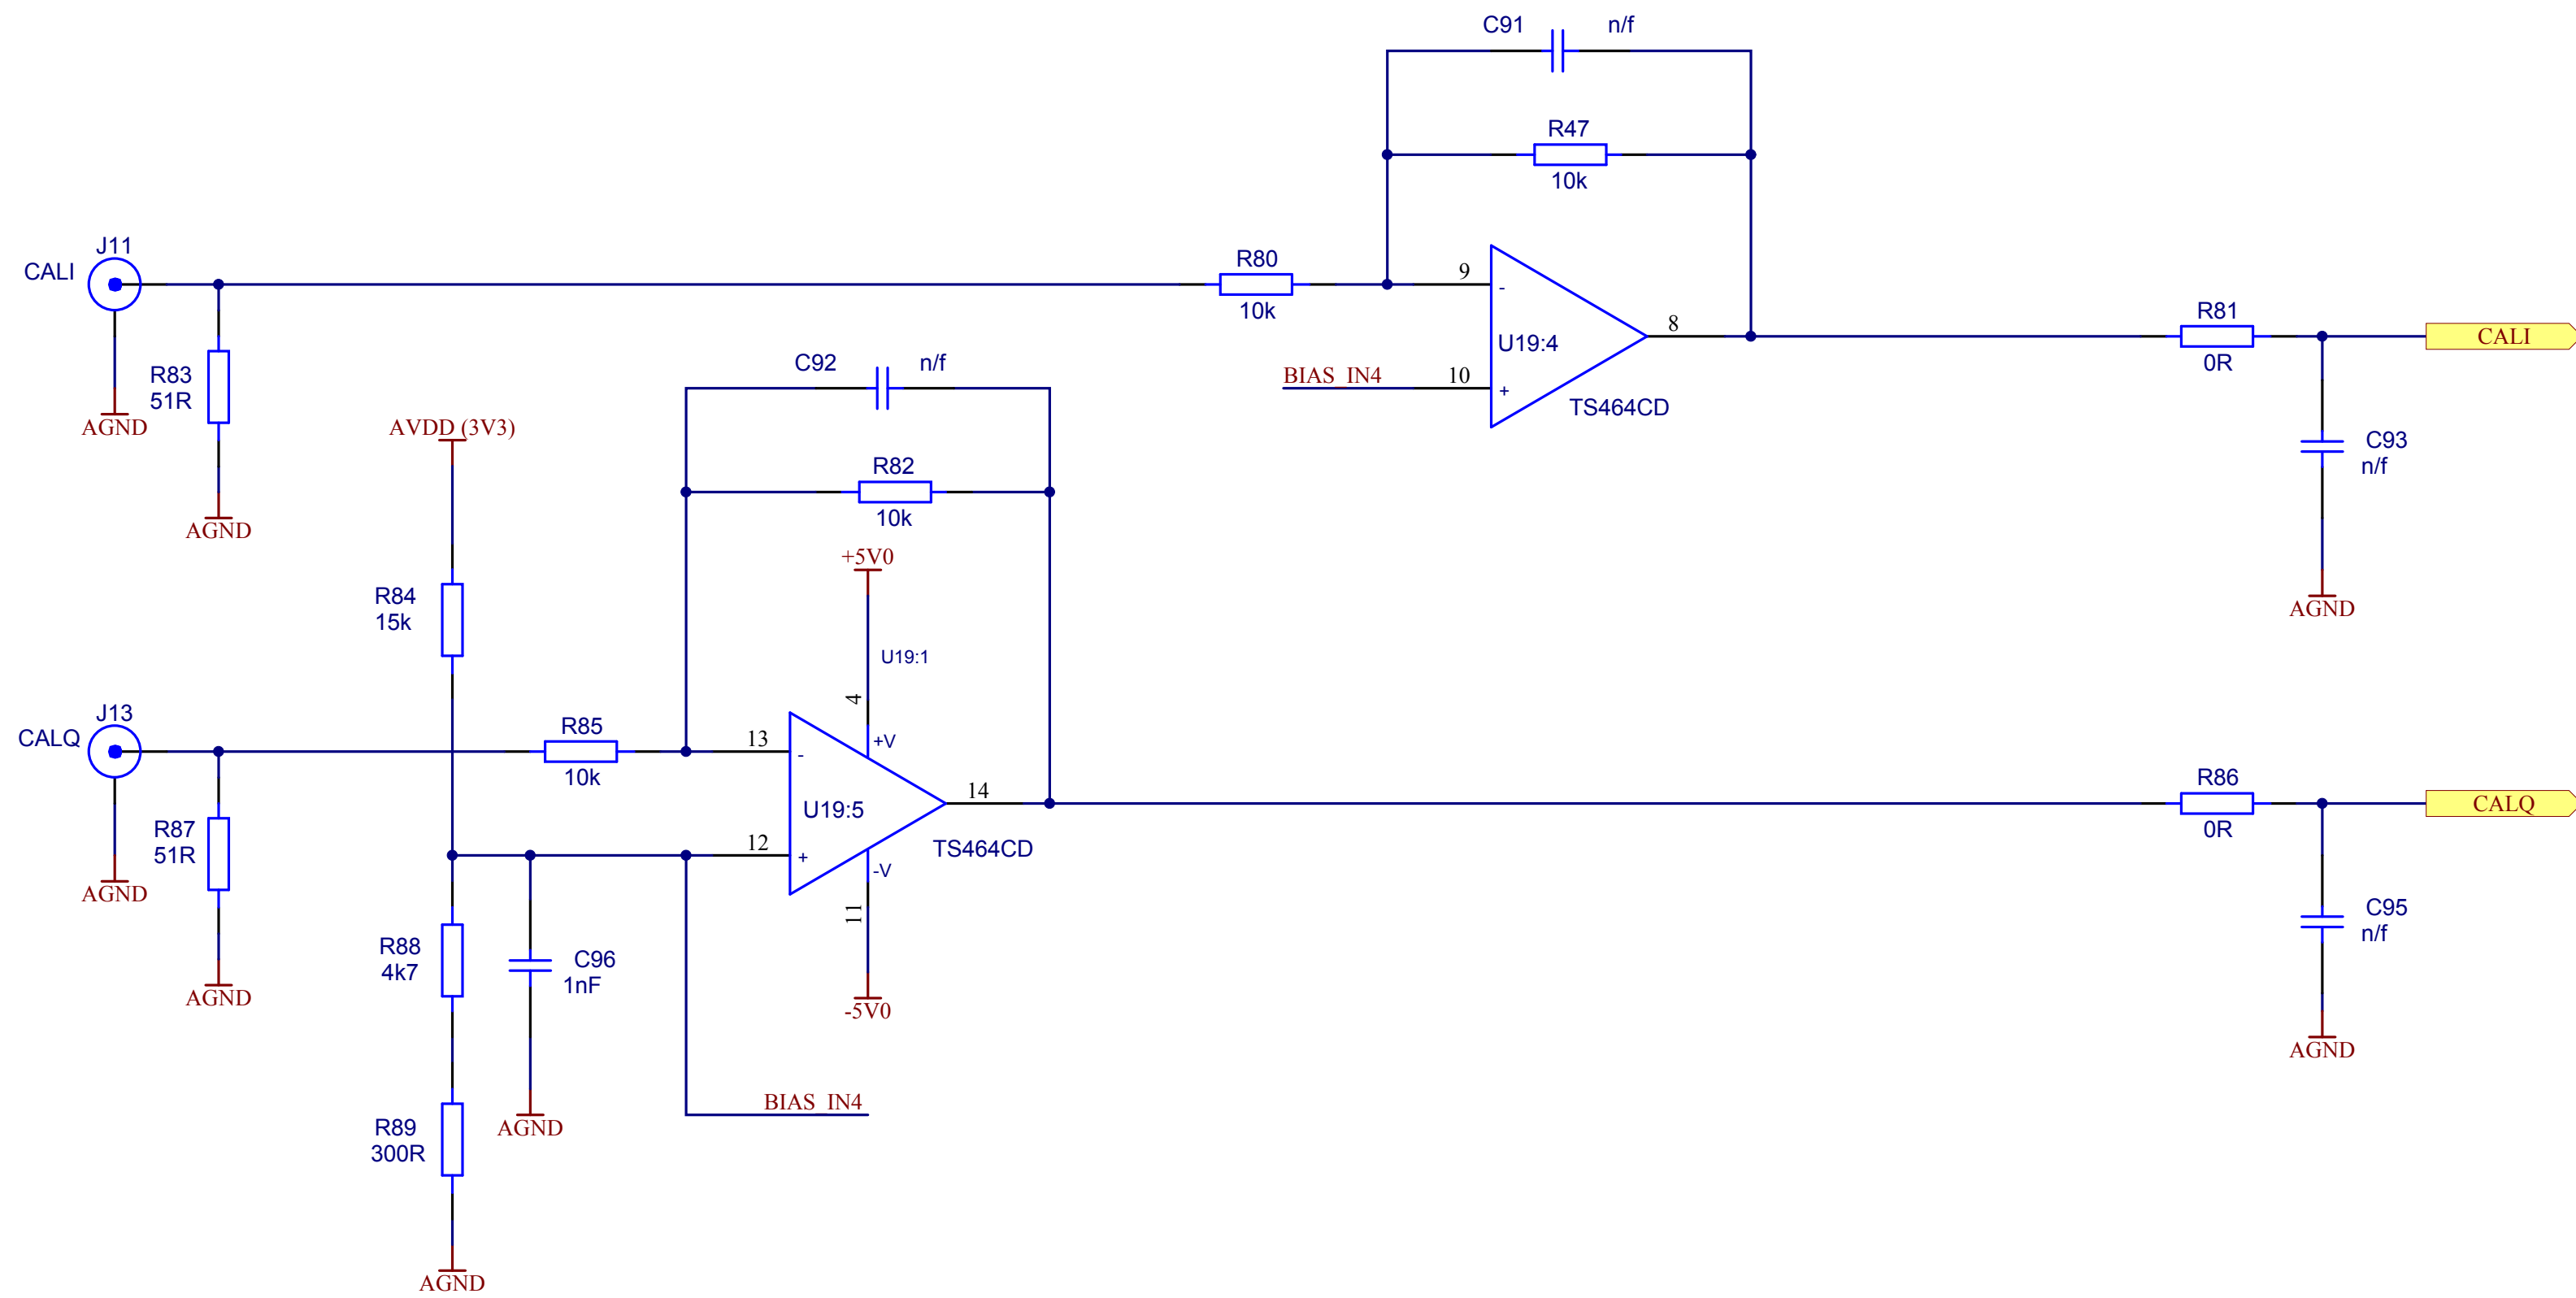 C91 n/f
R47
10k
J11
CALI
R83
51R
AGND
AGND
R80
10k
9
-
U19:4
8
BIAS_IN4
10
+
TS464CD
R81
0R
CALI
C93
n/f
AGND
C92 n/f
R82
10k
AVDD (3V3)
R84
15k
+5V0
U19:1
4
+V
J13
CALQ
R87
51R
AGND
AGND
R85
10k
13
-
U19:5
14
12
+
TS464CD
-V
11
-5V0
R86
0R
CALQ
C95
n/f
AGND
R88
4k7
C96
1nF
AGND
BIAS_IN4
R89
300R
AGND